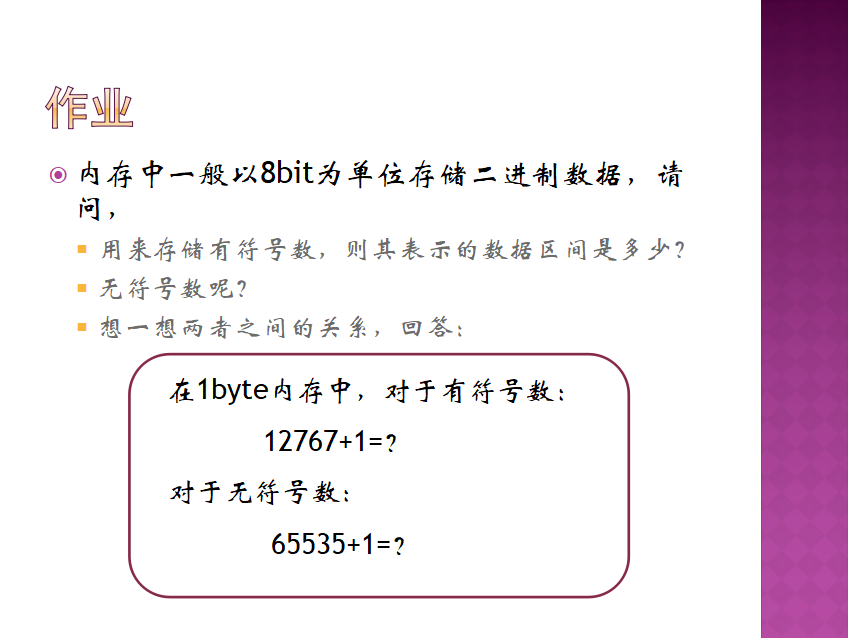 作业
内存中一般以8bit为单位存储二进制数据，请
问，
用来存储有符号数，则其表示的数据区间是多少？
无符号数呢？
想一想两者之间的关系，回答：
在1byte内存中，对于有符号数：
12767+1=？
对于无符号数：
65535+1=？